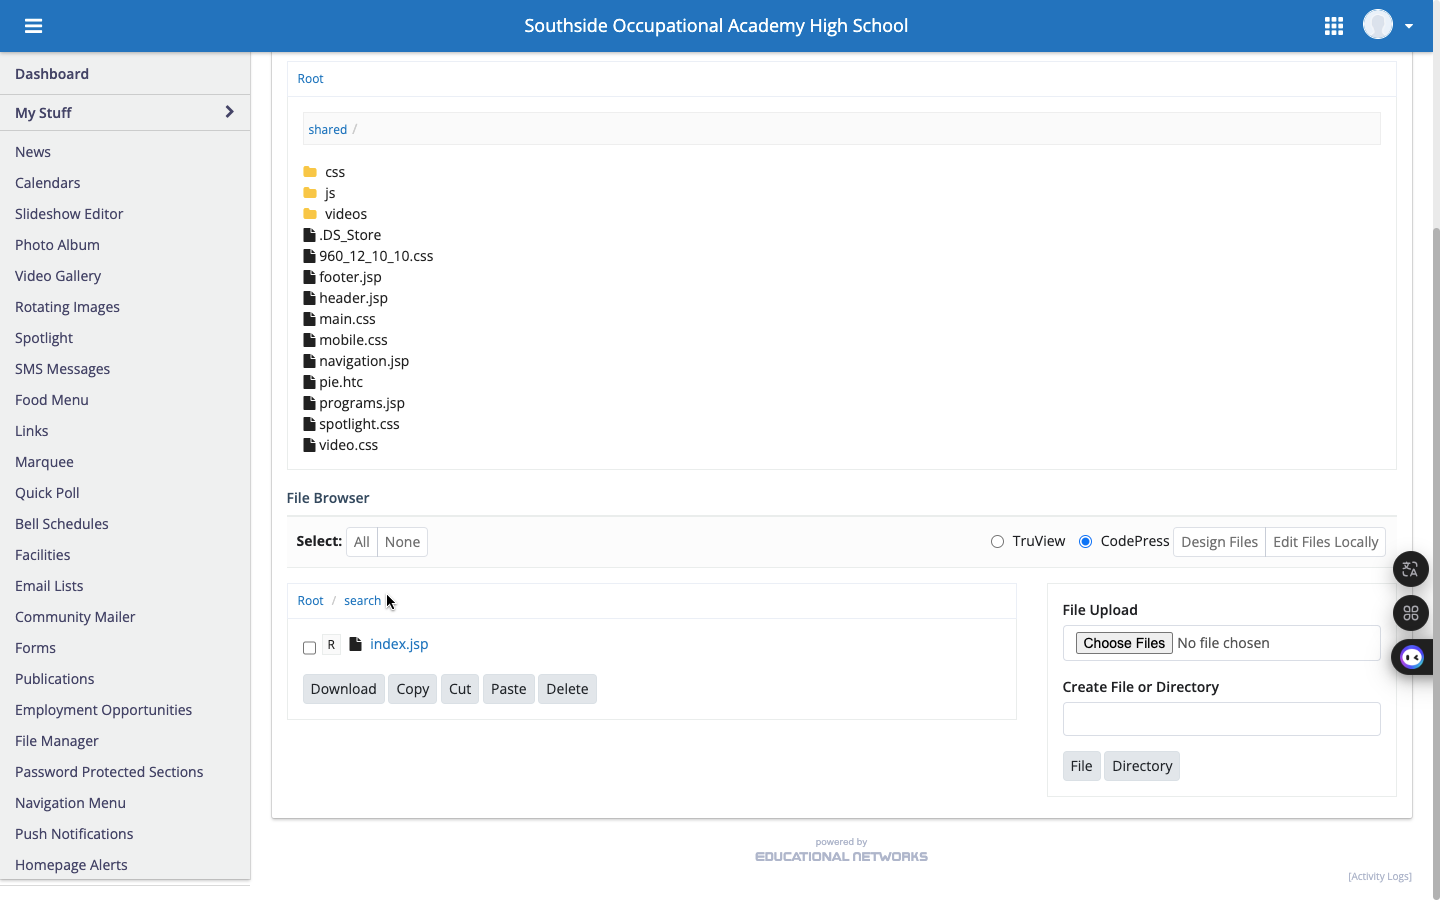 Southside Occupational Academy High School
Dashboard
My Stuff
News
Calendars
Slideshow Editor
Photo Album
Video Gallery
Rotating Images
Spotlight
SMS Messages
Food Menu
Links
Marquee
Quick Poll
Bell Schedules
Facilities
Email Lists
Community Mailer
Forms
Publications
Employment Opportunities
File Manager
Password Protected Sections
Navigation Menu
Push Notifications
Homepage Alerts
Root
shared /
css
js
videos
.DS_Store
960_12_10_10.css
footer.jsp
header.jsp
main.css
mobile.css
navigation.jsp
pie.htc
programs.jsp
spotlight.css
video.css
File Browser
Select: All None TruView CodePress Design Files Edit Files Locally
Root / search
R index.jsp
Download Copy Cut Paste Delete
File Upload
Choose Files No file chosen
Create File or Directory
File Directory
powered by
EDUCATIONAL NETWORKS
[Activity Logs]